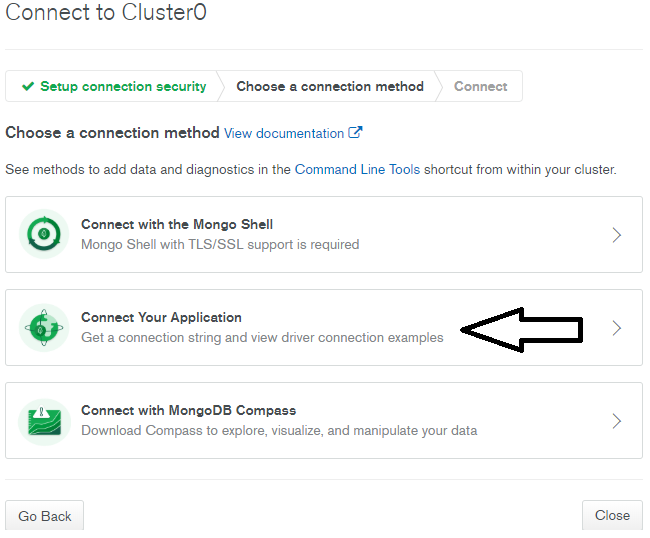 Connect to Cluster0
Setup connection security
Choose a connection method
Connect
Choose a connection method View documentation
See methods to add data and diagnostics in the Command Line Tools shortcut from within your cluster.
Connect with the Mongo Shell
Mongo Shell with TLS/SSL support is required
Connect Your Application
Get a connection string and view driver connection examples
Connect with MongoDB Compass
Download Compass to explore, visualize, and manipulate your data
Go Back
Close